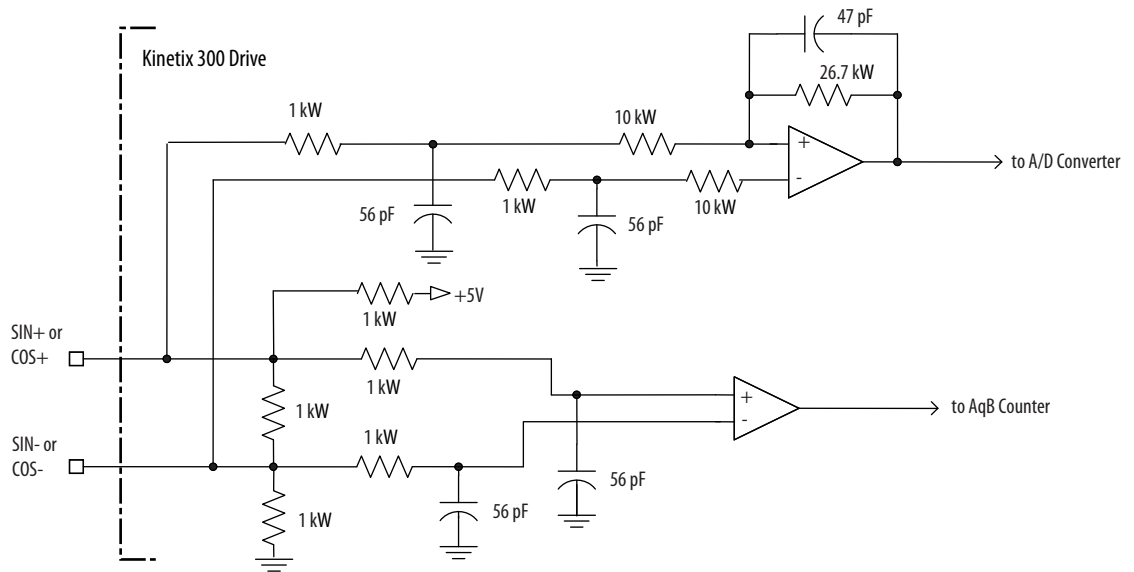 47 pF
Kinetix 300 Drive
26.7 kW
1 kW
10 kW
+
-
to A/D Converter
56 pF
1 kW
56 pF
10 kW
+5V
1 kW
SIN+ or
COS+
1 kW
1 kW
+
-
to AqB Counter
SIN- or
COS-
1 kW
56 pF
56 pF
1 kW